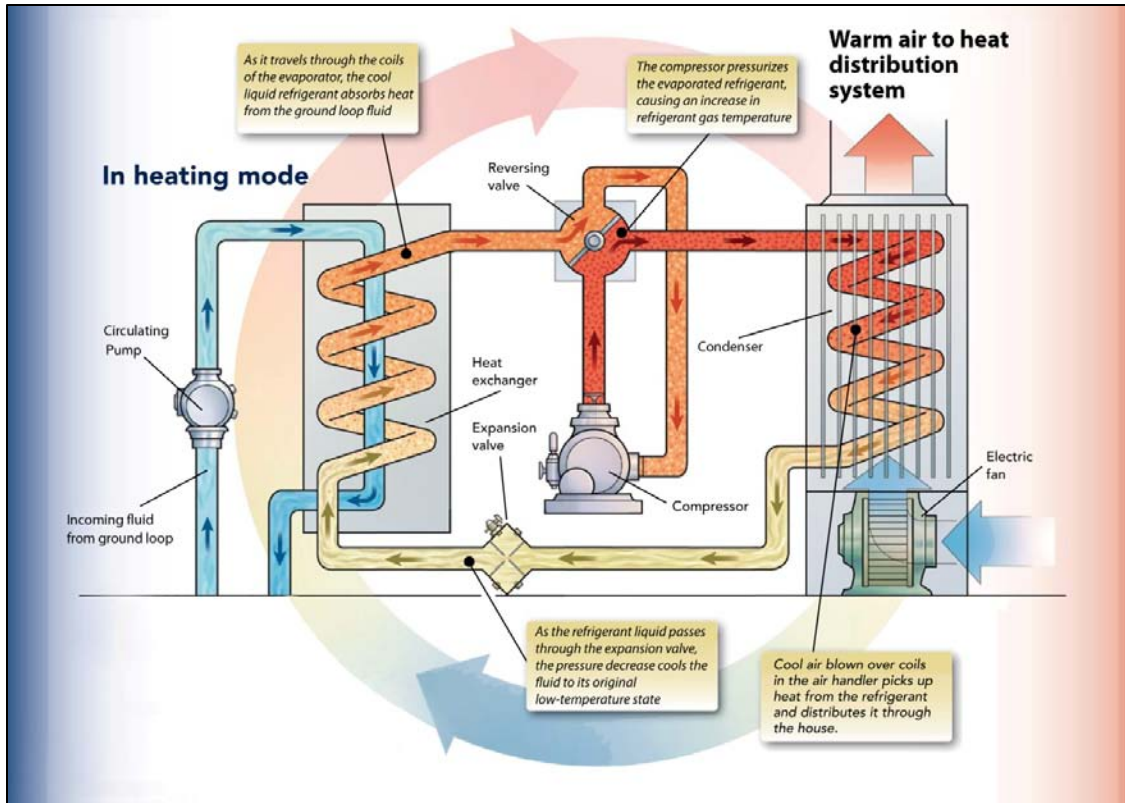 As it travels through the coils
of the evaporator, the cool
liquid refrigerant absorbs heat
from the ground loop fluid
The compressor pressurizes
the evaporated refrigerant,
causing an increase in
refrigerant gas temperature
Warm air to heat
distribution
system
In heating mode
Reversing
valve
Circulating
Pump
Condenser
Heat
exchanger
Expansion
valve
Electric
fan
Compressor
Incoming fluid
from ground loop
As the refrigerant liquid passes
through the expansion valve,
the pressure decrease cools the
fluid to its original
low-temperature state
Cool air blown over coils
in the air handler picks up
heat from the refrigerant
and distributes it through
the house.